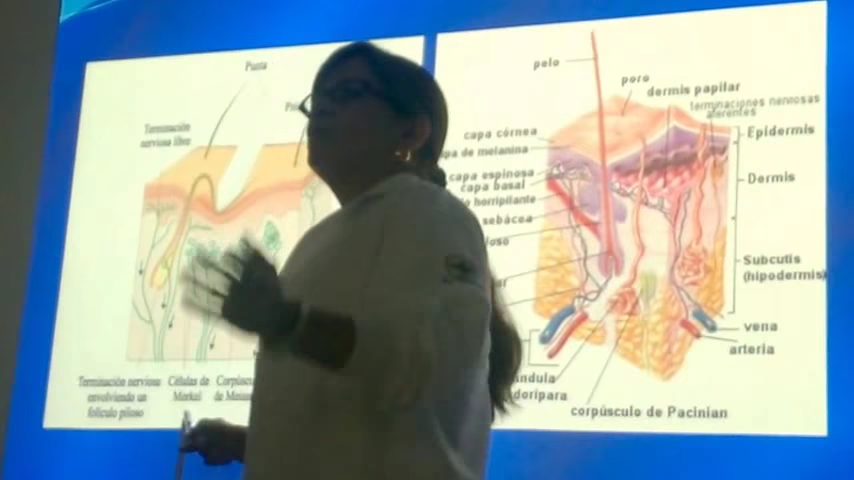 Punta
Terminación
nerviosa libre
Terminación nerviosa
envolviendo un
folículo piloso
Células de
Merkel
pelo
poro
dermis papilar
terminaciones nerviosas
aferentes
capa córnea
de melanina
capa espinosa
capa basal
horripilante
sebácea
Epidermis
Dermis
Subcutis
(hipodermis)
vena
arteria
corpúsculo de Pacinian